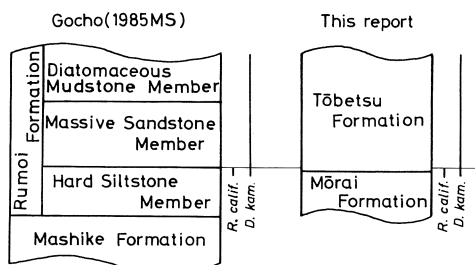 Gocho(1985MS)
This report
Rumoi Formation
Diatomaceous
Mudstone Member
Massive Sandstone
Member
Hard Siltstone
Member
Mashike Formation
R. calif.
D. kam.
Tōbetsu
Formation
Mōrai
Formation
R. calif.
D. kam.